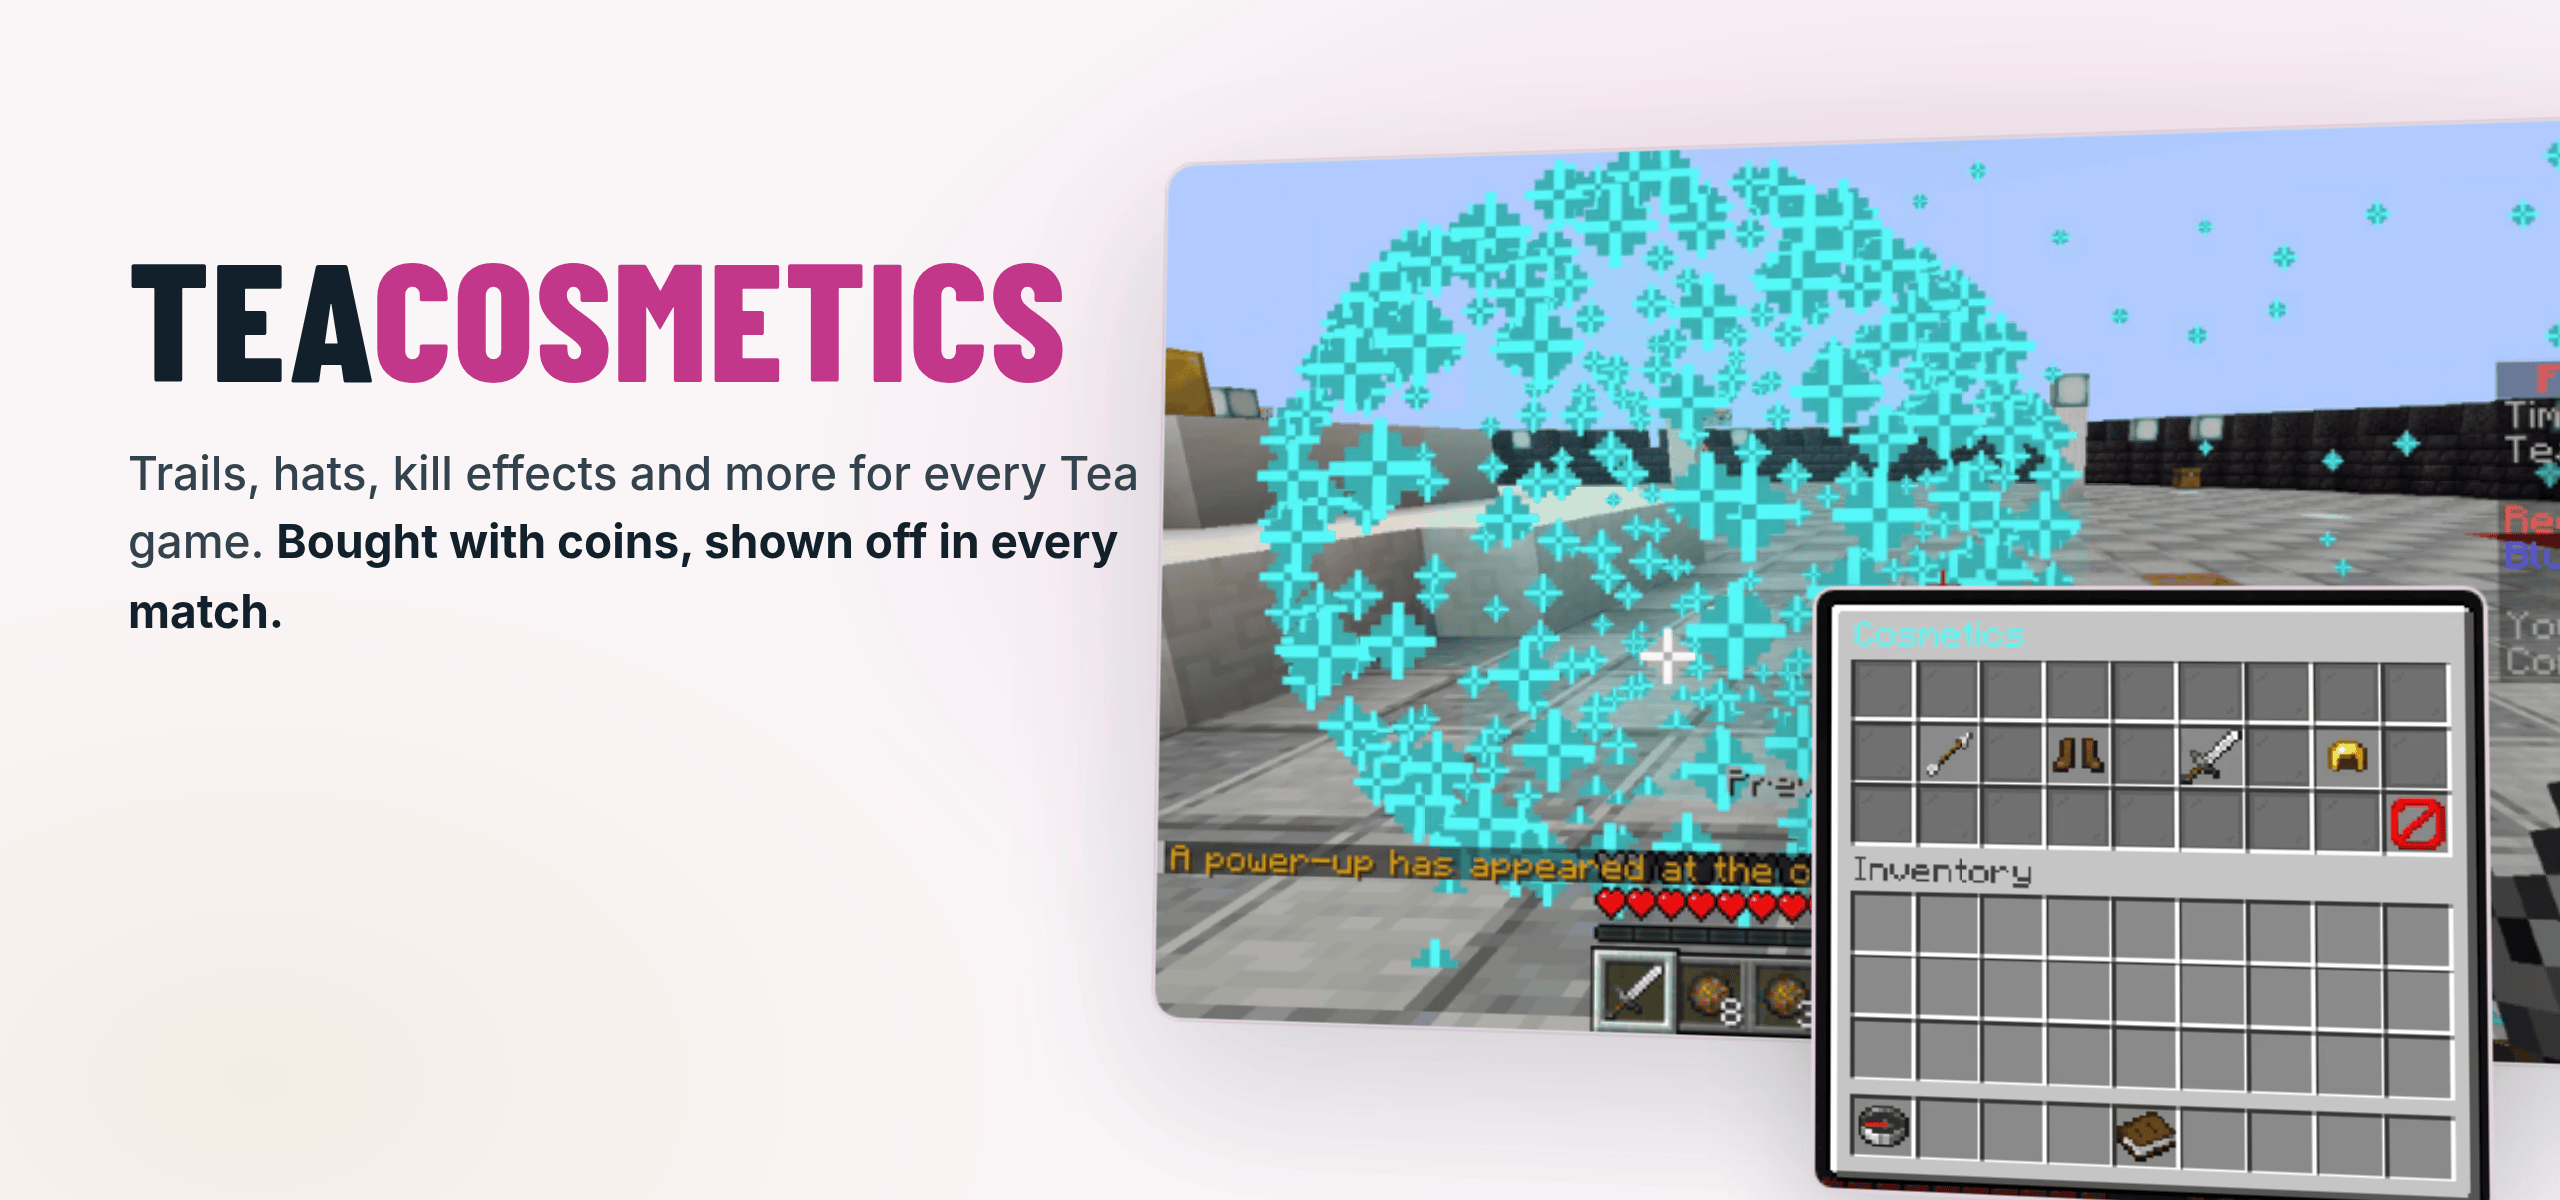 TEACOSMETICS
Trails, hats, kill effects and more for every Tea
game. Bought with coins, shown off in every
match.
Cosmetics
A power-up has appeared at the
Inventory
8